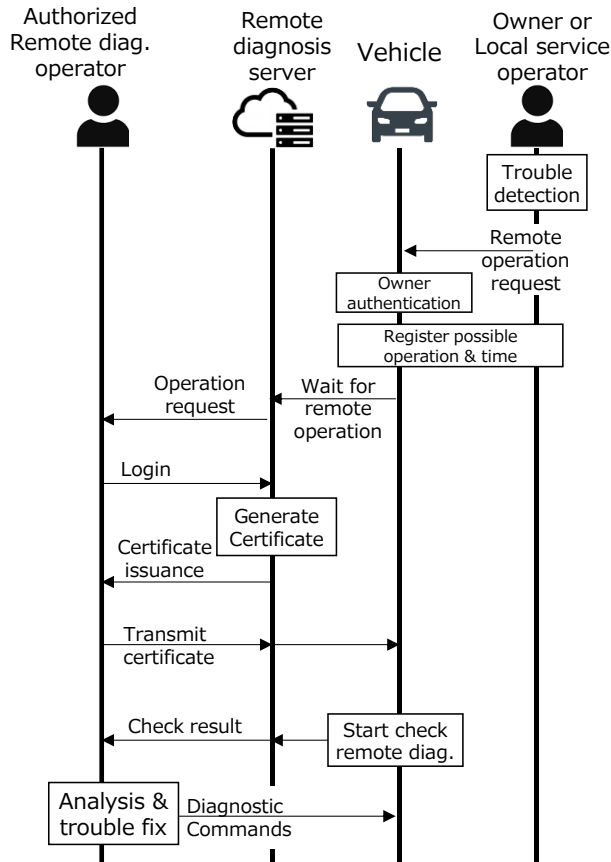 Authorized
Remote diag.
operator
Remote
diagnosis
server
Vehicle
Owner or
Local service
operator
Trouble
detection
Remote
operation
request
Owner
authentication
Register possible
operation & time
Operation
request
Wait for
remote
operation
Login
Generate
Certificate
Certificate
issuance
Transmit
certificate
Check result
Start check
remote diag.
Analysis &
trouble fix
Diagnostic
Commands